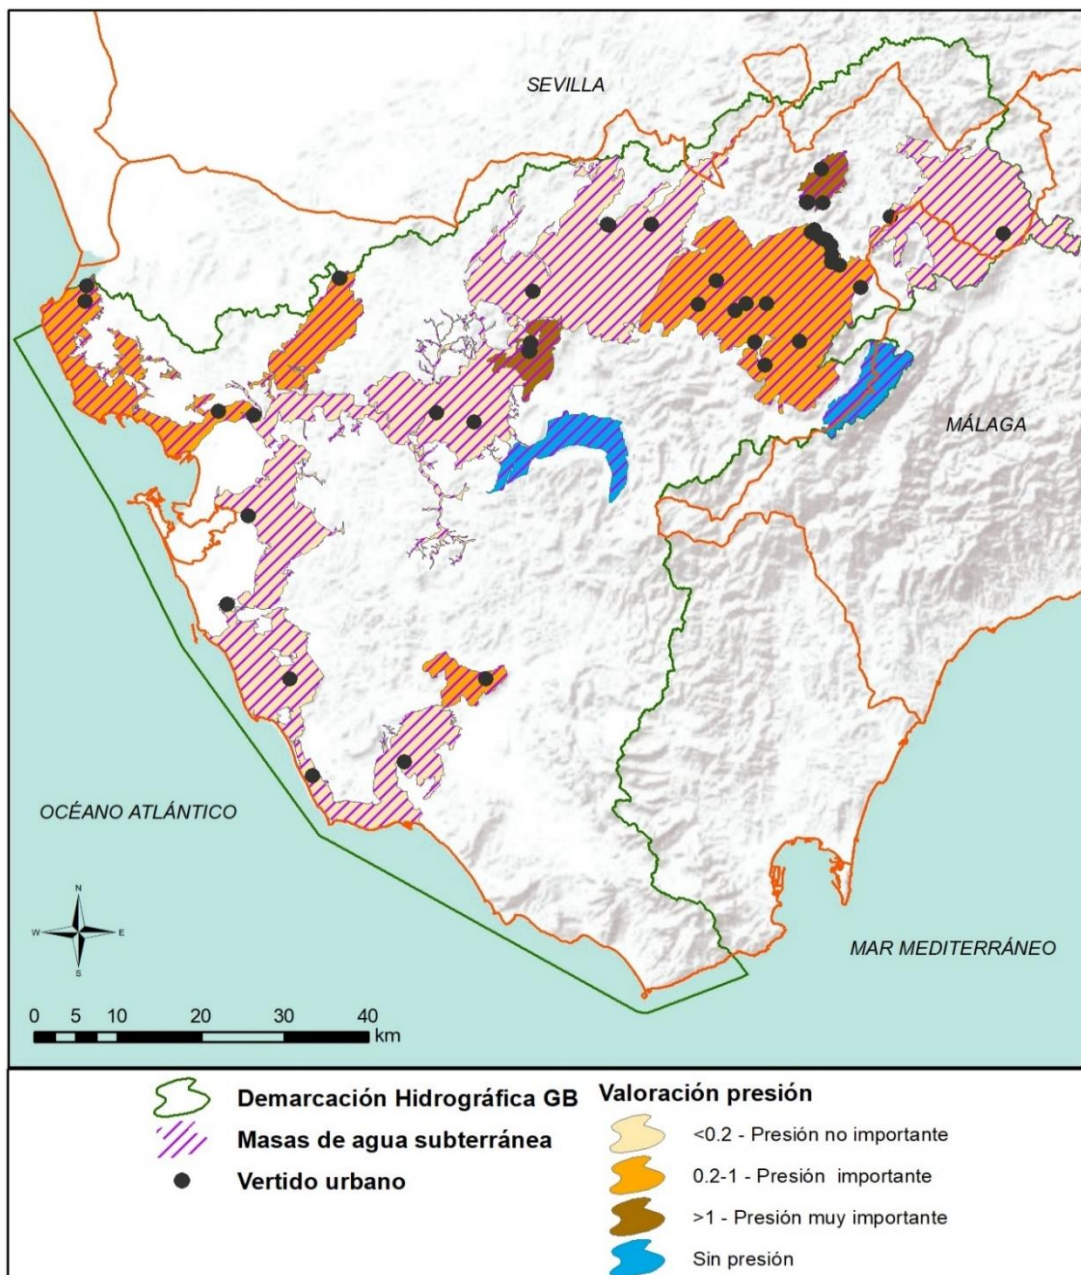 SEVILLA
MÁLAGA
OCÉANO ATLÁNTICO
N
W E
S
MAR MEDITERRÁNEO
0 5 10 20 30 40
km
Demarcación Hidrográfica GB
Masas de agua subterránea
Vertido urbano
Valoración presión
<0.2 - Presión no importante
0.2-1 - Presión importante
>1 - Presión muy importante
Sin presión